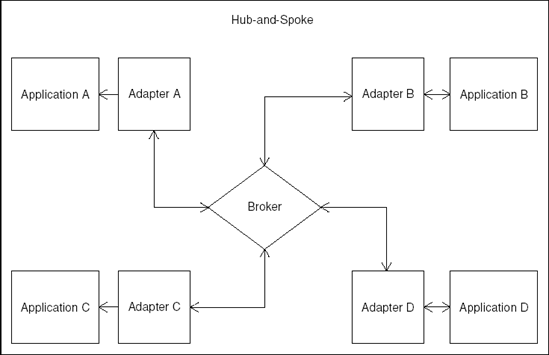 Hub-and-Spoke
Application A
Adapter A
Adapter B
Application B
Broker
Application C
Adapter C
Adapter D
Application D